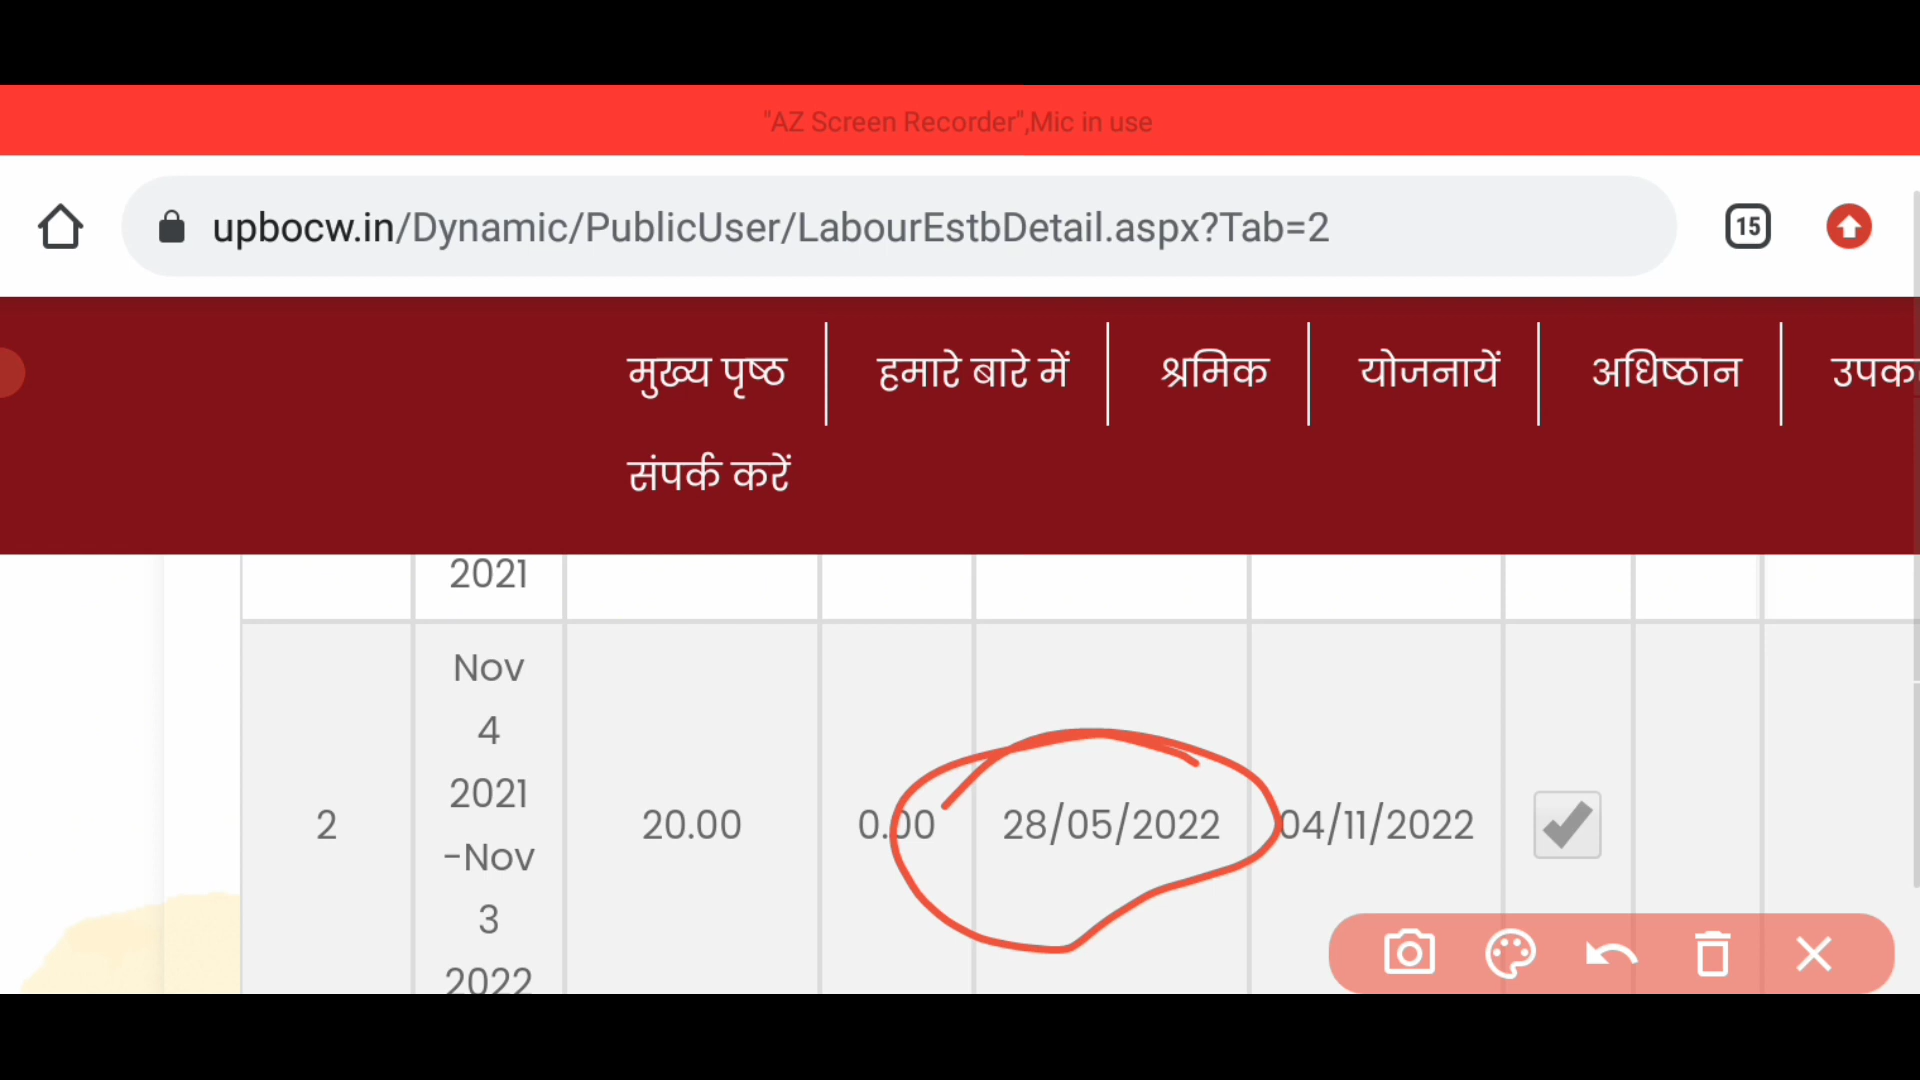 "AZ Screen Recorder",Mic in use
upbocw.in/Dynamic/PublicUser/LabourEstbDetail.aspx?Tab=2
15
मुख्य पृष्ठ
हमारे बारे में
श्रमिक
योजनायें
अधिष्ठान
संपर्क करें
2021
2
Nov
4
2021
-Nov
3
2022
20.00
0.00
28/05/2022
04/11/2022